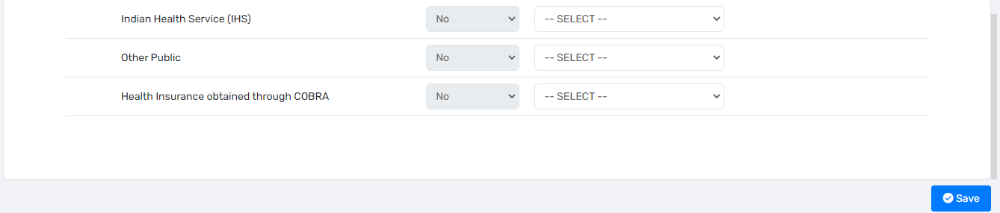 Indian Health Service (IHS) No -- SELECT --
Other Public No -- SELECT --
Health Insurance obtained through COBRA No -- SELECT --
Save